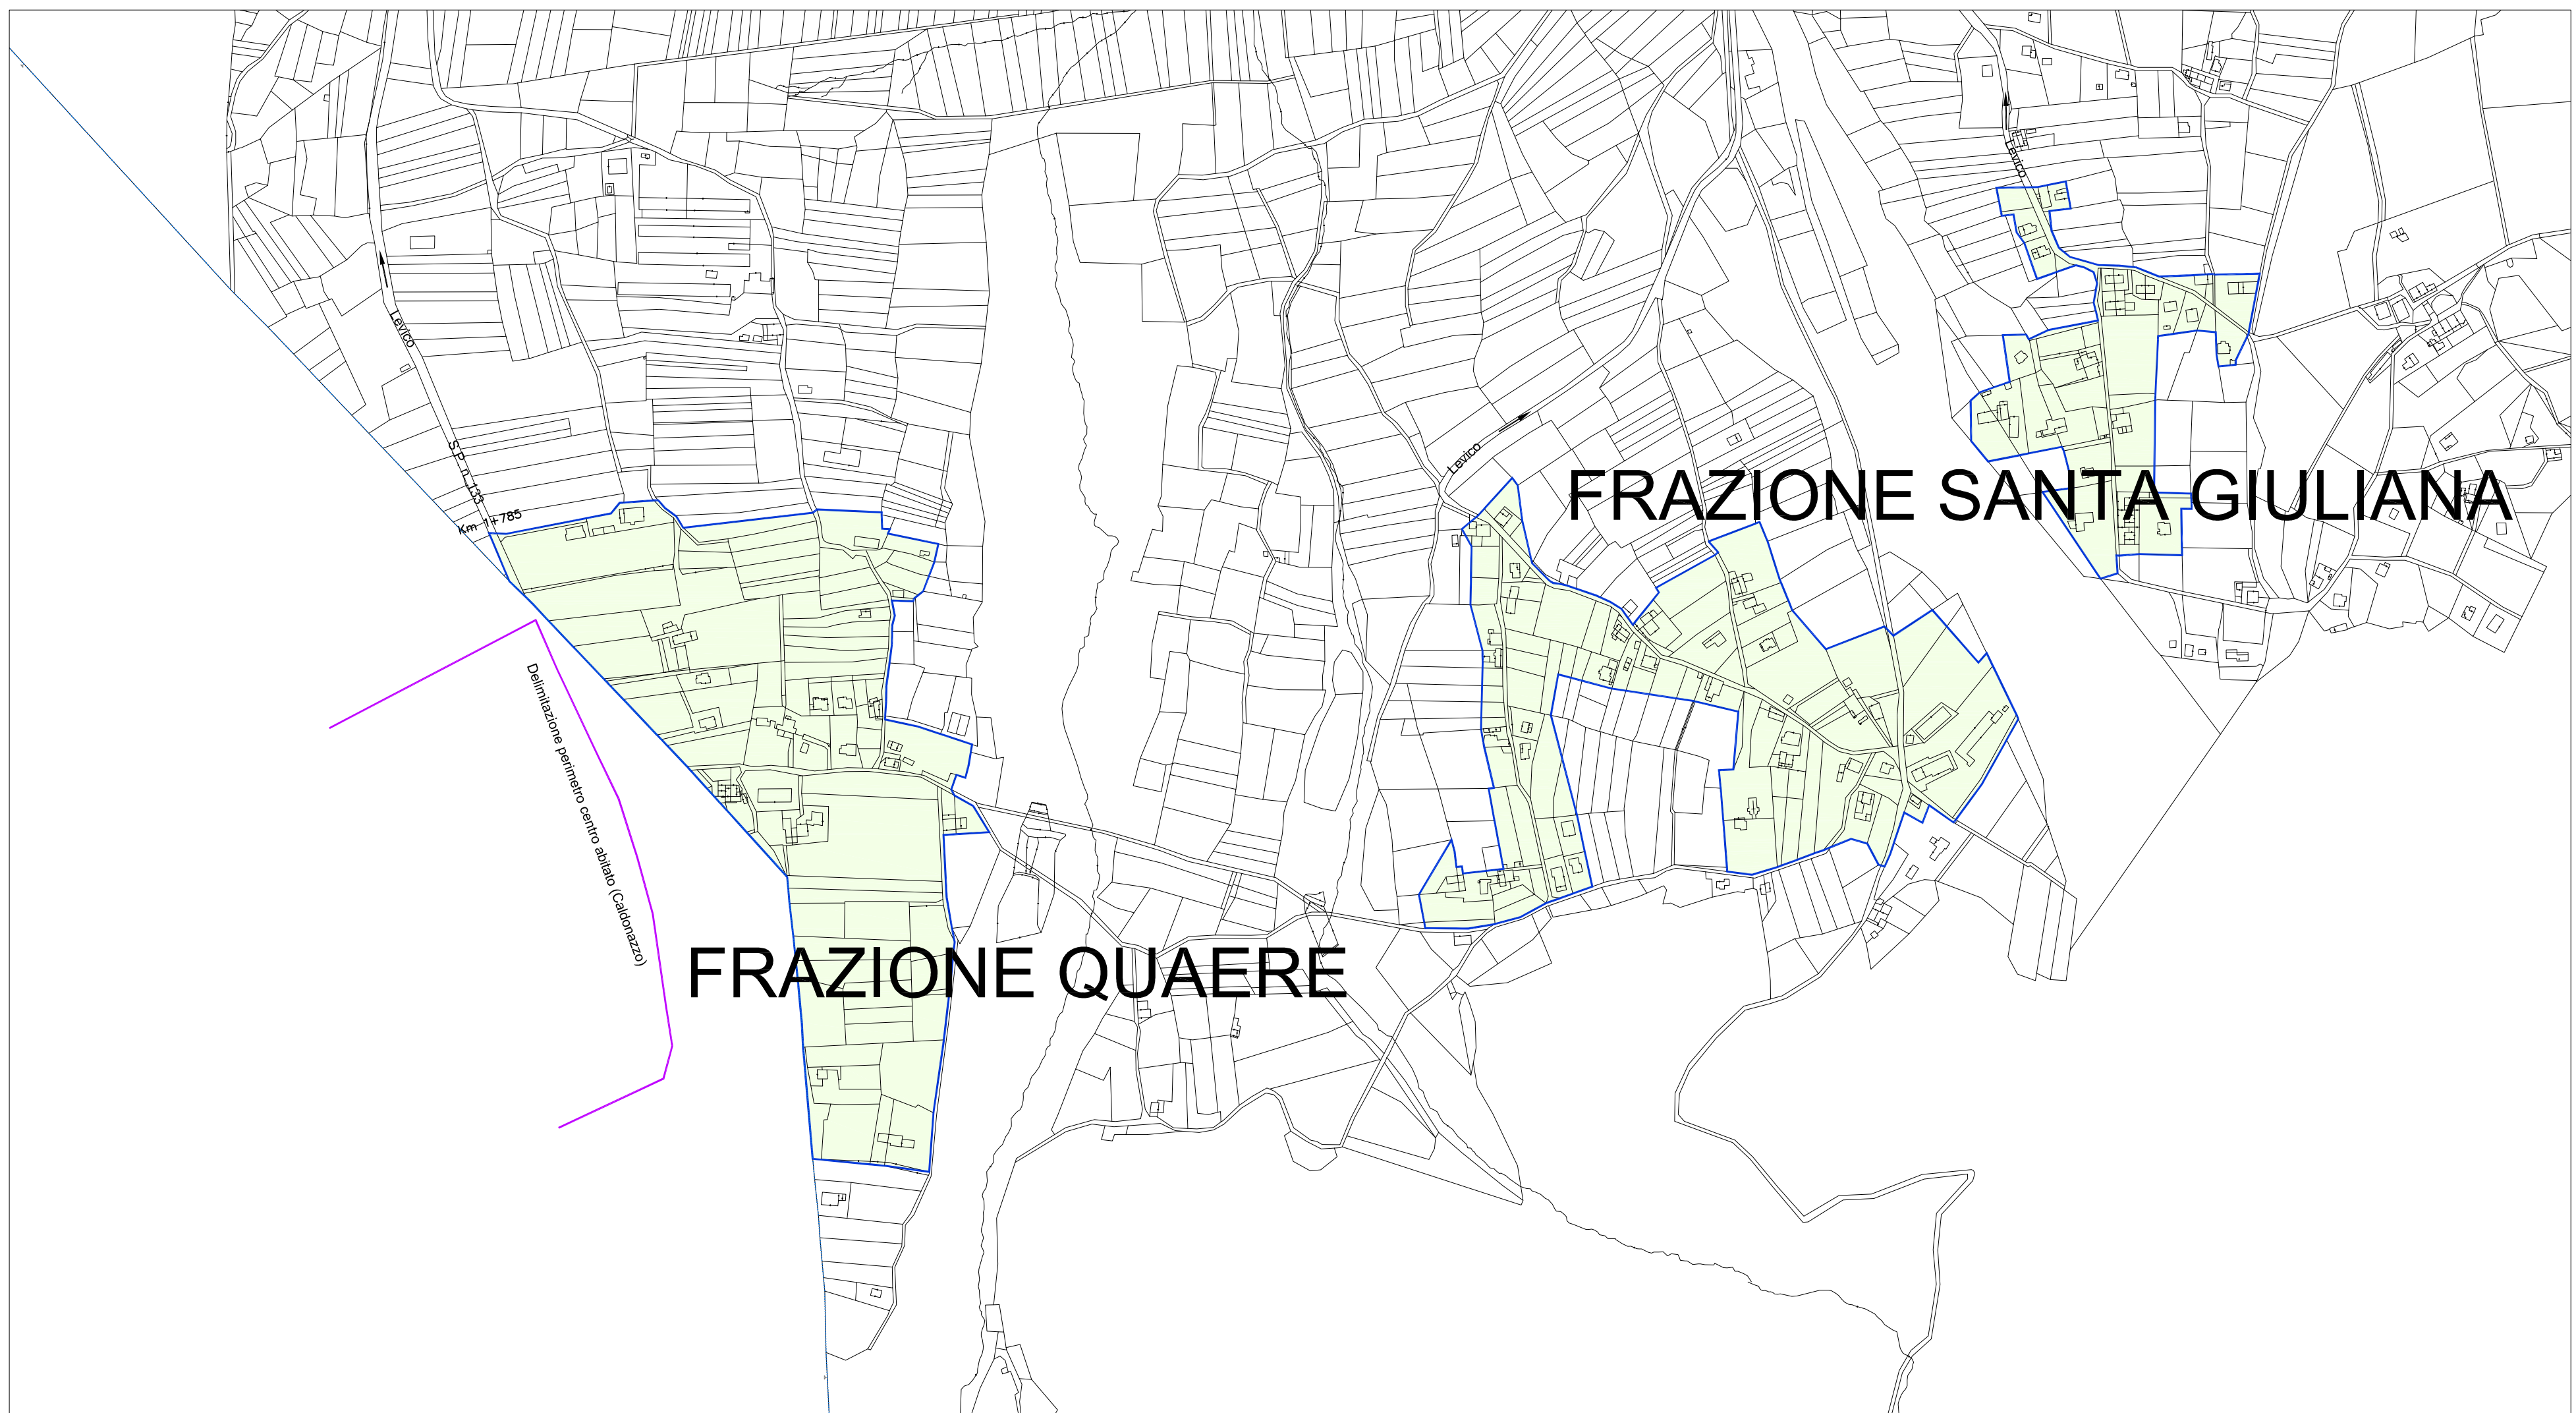 Levico
Levico
S.P. n. 133
Km 1+785
Levico
FRAZIONE SANTA GIULIANA
Delimitazione perimetro centro abitato (Caldonazzo)
FRAZIONE QUAERE